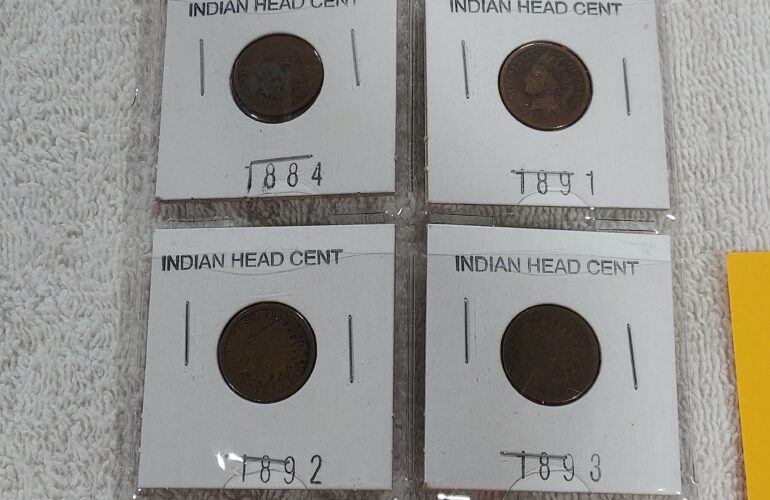 INDIAN HEAD CENT
INDIAN HEAD CENT
1884
1891
INDIAN HEAD CENT
INDIAN HEAD CENT
1892
1893